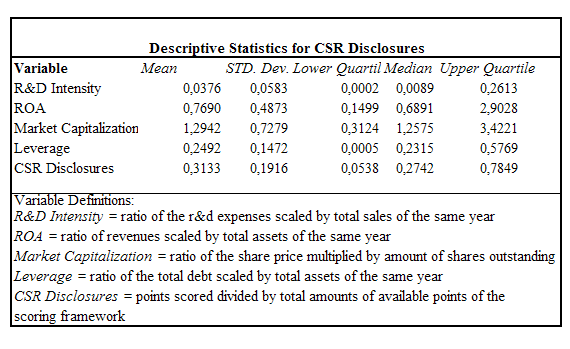 Descriptive Statistics for CSR Disclosures
Variable Mean STD. Dev. Lower Quartil Median Upper Quartile
R&D Intensity 0,0376 0,0583 0,0002 0,0089 0,2613
ROA 0,7690 0,4873 0,1499 0,6891 2,9028
Market Capitalization 1,2942 0,7279 0,3124 1,2575 3,4221
Leverage 0,2492 0,1472 0,0005 0,2315 0,5769
CSR Disclosures 0,3133 0,1916 0,0538 0,2742 0,7849
Variable Definitions:
R&D Intensity = ratio of the r&d expenses scaled by total sales of the same year
ROA = ratio of revenues scaled by total assets of the same year
Market Capitalization = ratio of the share price multiplied by amount of shares outstanding
Leverage = ratio of the total debt scaled by total assets of the same year
CSR Disclosures = points scored divided by total amounts of available points of the
scoring framework